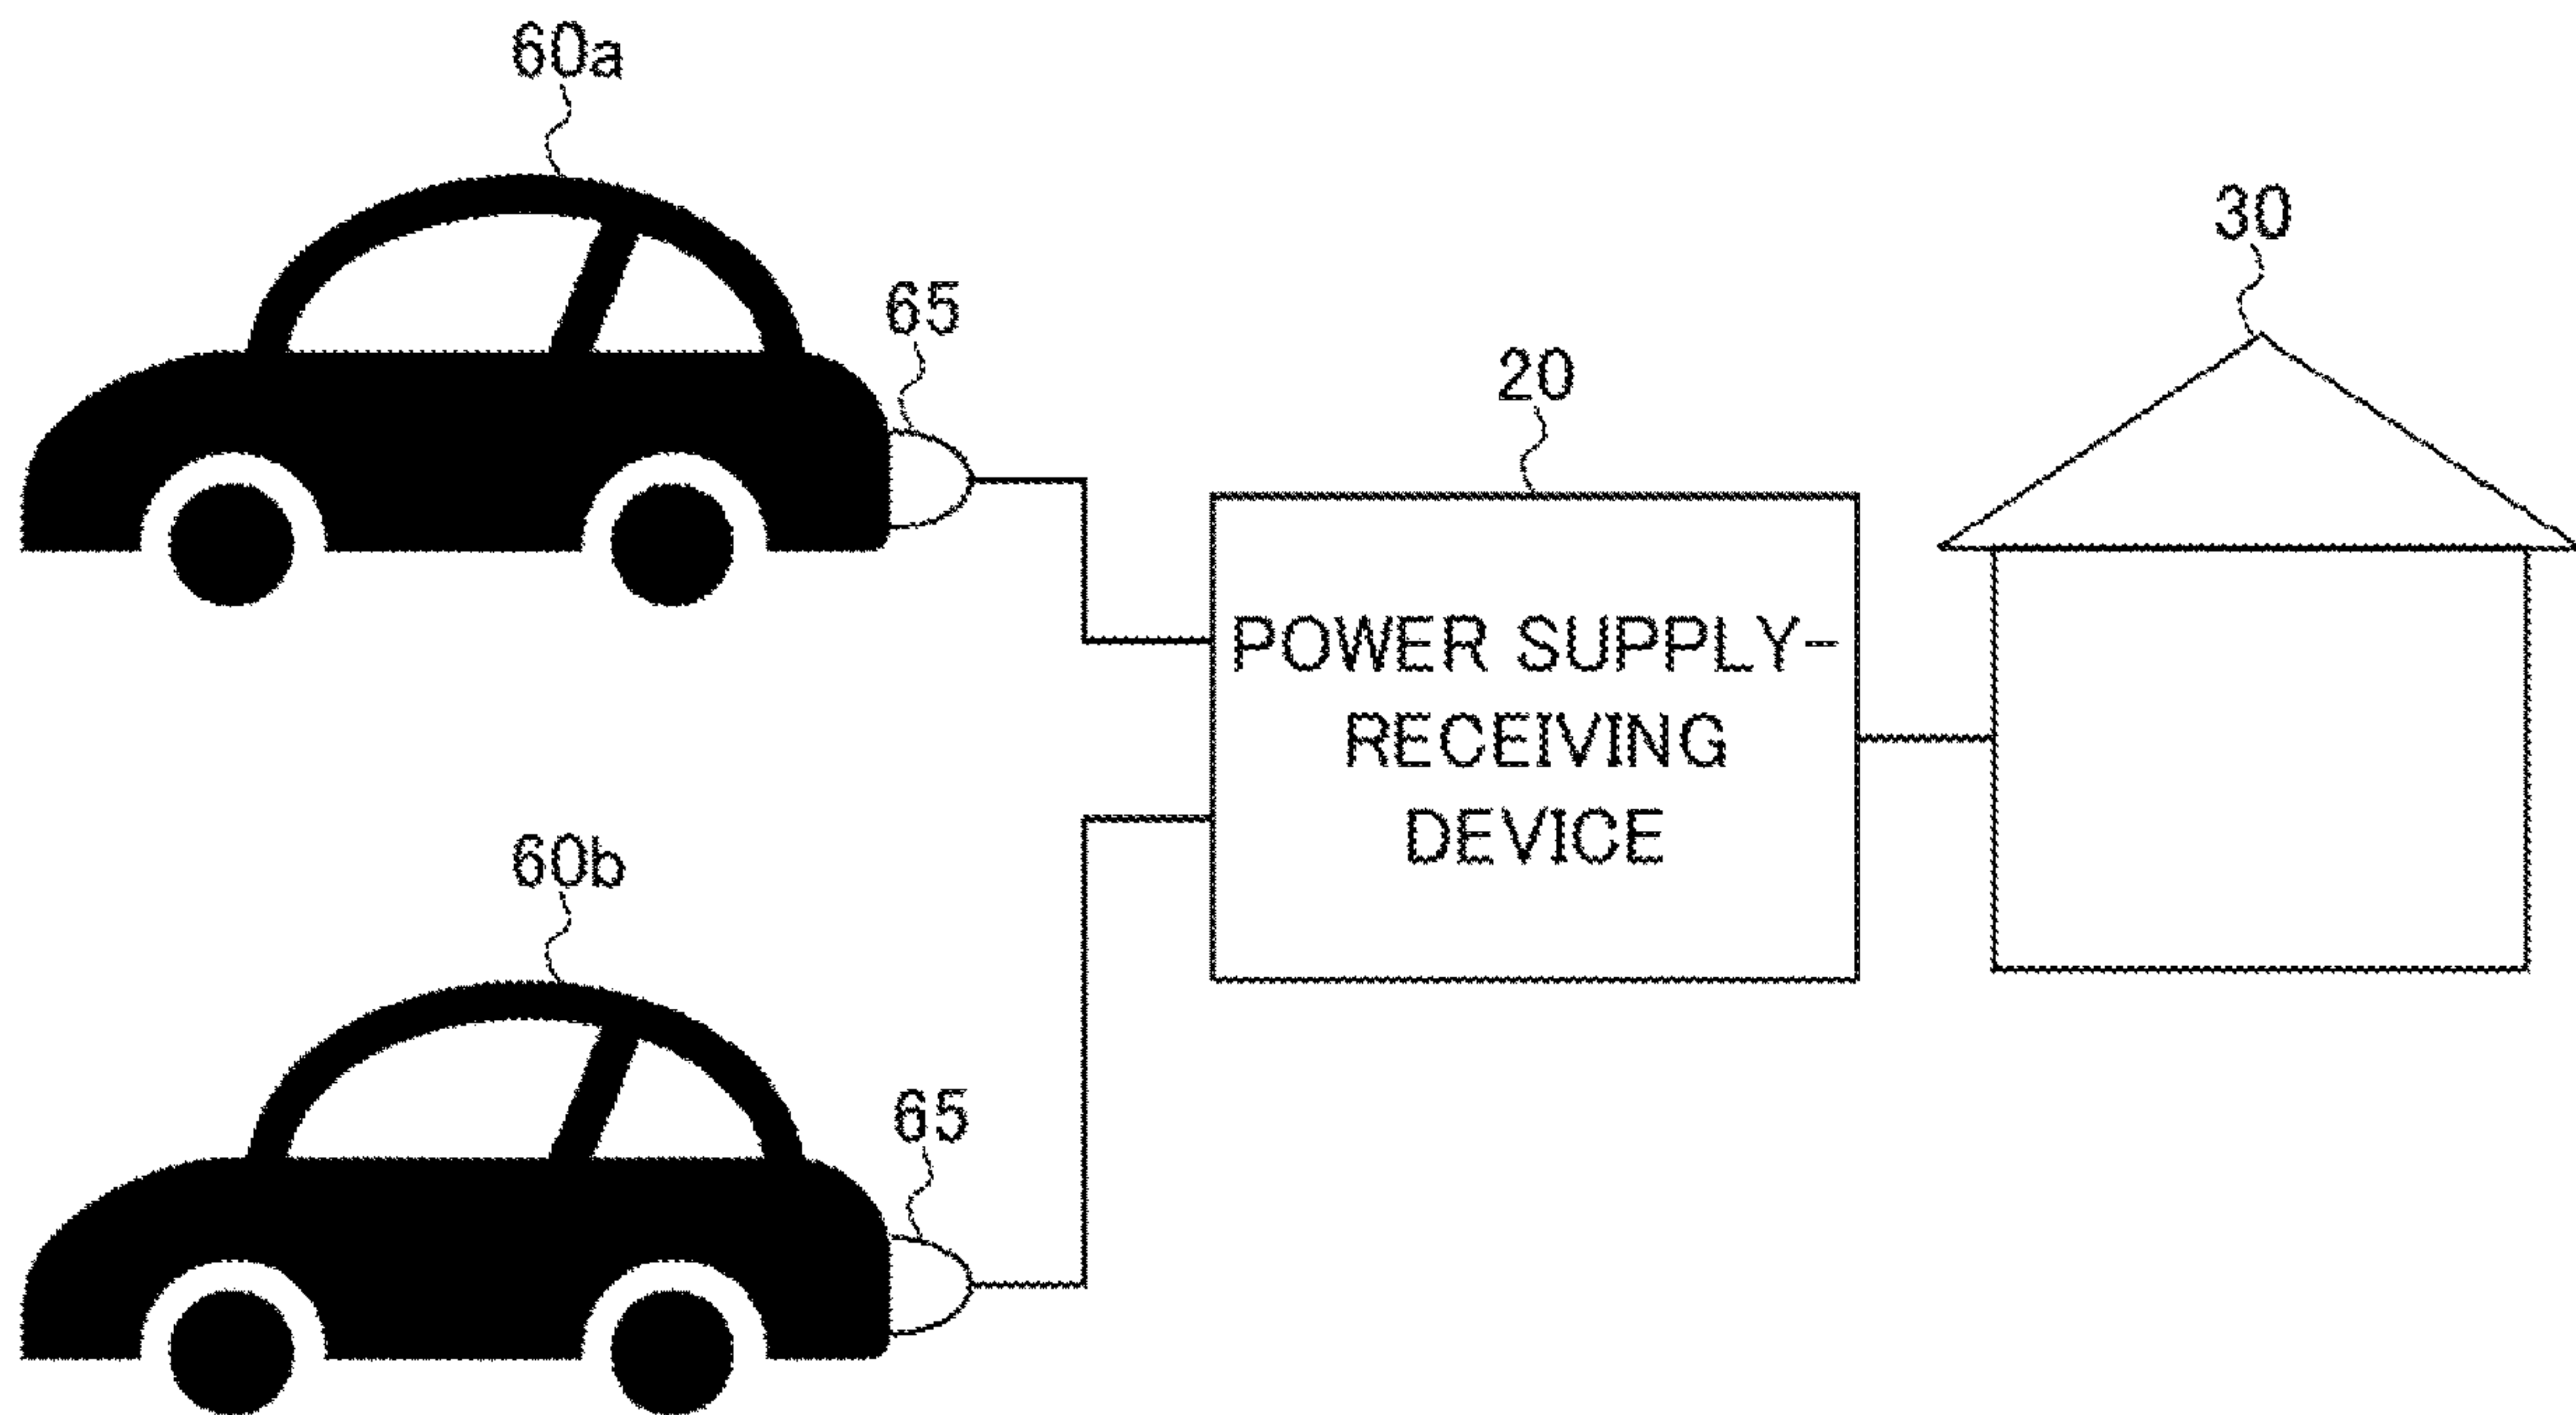 60a
65
30
20
POWER SUPPLY-
RECEIVING
DEVICE
60b
65